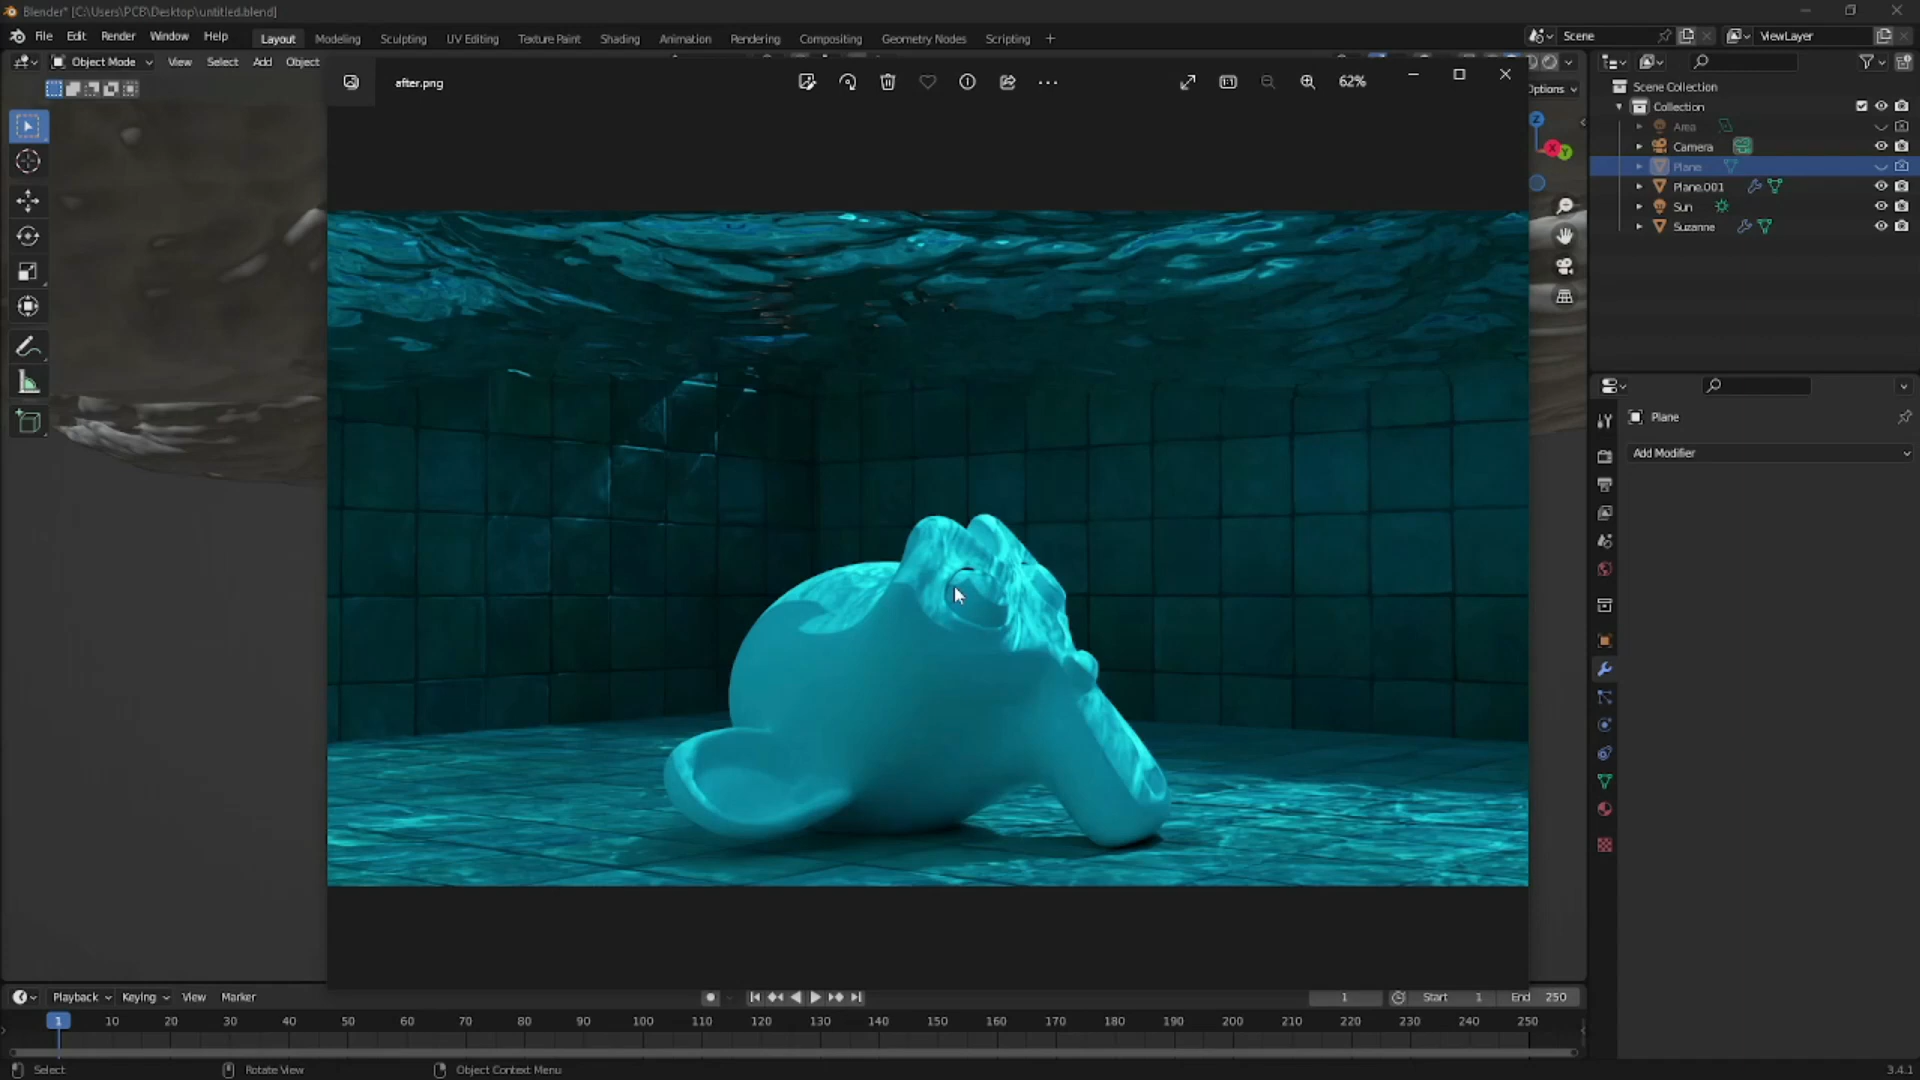 Blender* [C:\Users\PCB\Desktop\untitled.blend]
File Edit Render Window Help Layout Modeling Sculpting UV Editing Texture Paint Shading Animation Rendering Compositing Geometry Nodes Scripting + Scene ViewLayer
Object Mode View Select Add Object
after.png 62%
Options
Z
X
Y
Scene Collection
Collection
Area
Camera
Plane
Plane.001
Sun
Suzanne
Plane
Add Modifier
Playback Keying View Marker 1 Start 1 End 250
1 10 20 30 40 50 60 70 80 90 100 110 120 130 140 150 160 170 180 190 200 210 220 230 240 250
Select Rotate View Object Context Menu 3.4.1